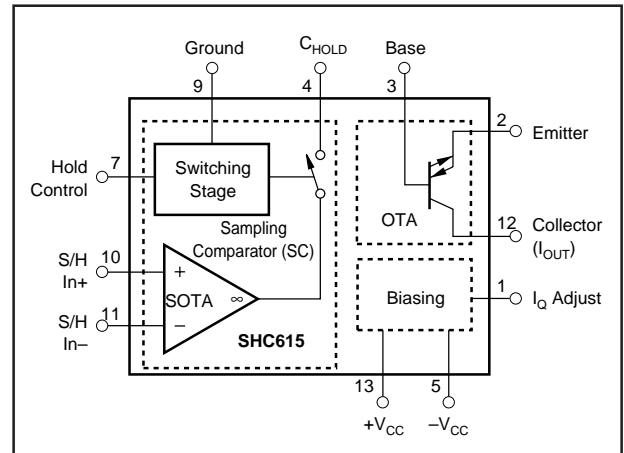 Ground
C_HOLD
Base
9
4
3
2
Emitter
Hold
Control
7
Switching
Stage
OTA
12
Collector
(I_OUT)
Sampling
Comparator (SC)
S/H
In+
10
+
SOTA
∞
S/H
In–
11
–
SHC615
Biasing
1
I_Q Adjust
13
5
+V_CC
–V_CC